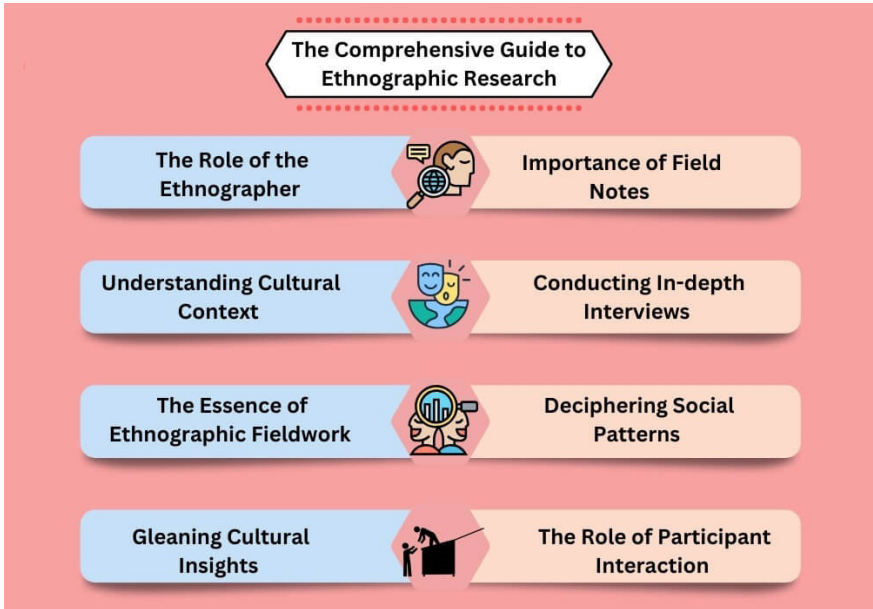 The Comprehensive Guide to
Ethnographic Research
The Role of the
Ethnographer
Importance of Field
Notes
Understanding Cultural
Context
Conducting In-depth
Interviews
The Essence of
Ethnographic Fieldwork
Deciphering Social
Patterns
Gleaning Cultural
Insights
The Role of Participant
Interaction